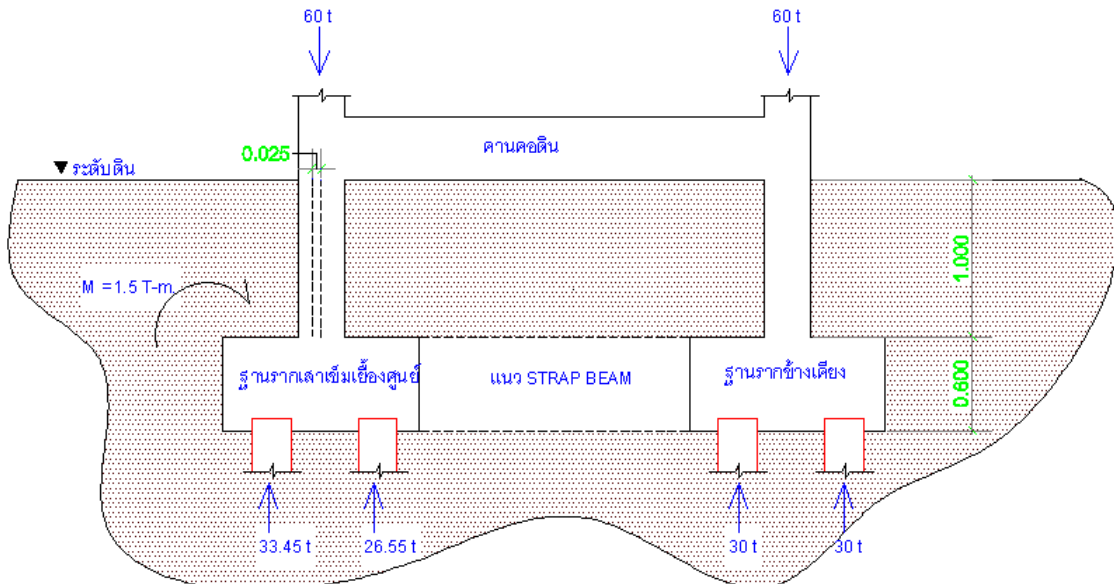 60 t
60 t
คานคอดิน
0.025
ระดับดิน
M =1.5 T-m.
1.000
ฐานรากเสาเข็มเยื้องศูนย์
แนว STRAP BEAM
ฐานรากข้างเคียง
0.600
33.45 t
26.55 t
30 t
30 t